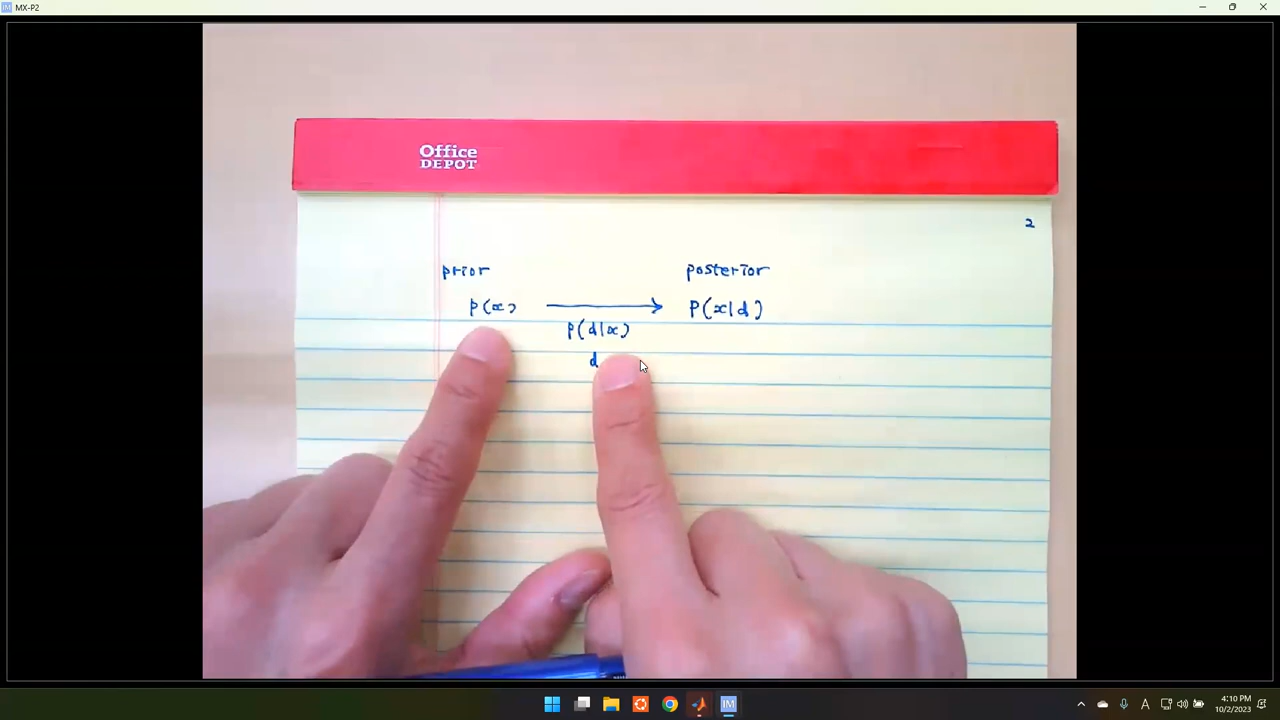 MX-P2
Office
DEPOT
2
prior posterior
p(x) p(x|d)
p(d|x)
d
4:10 PM
10/2/2023